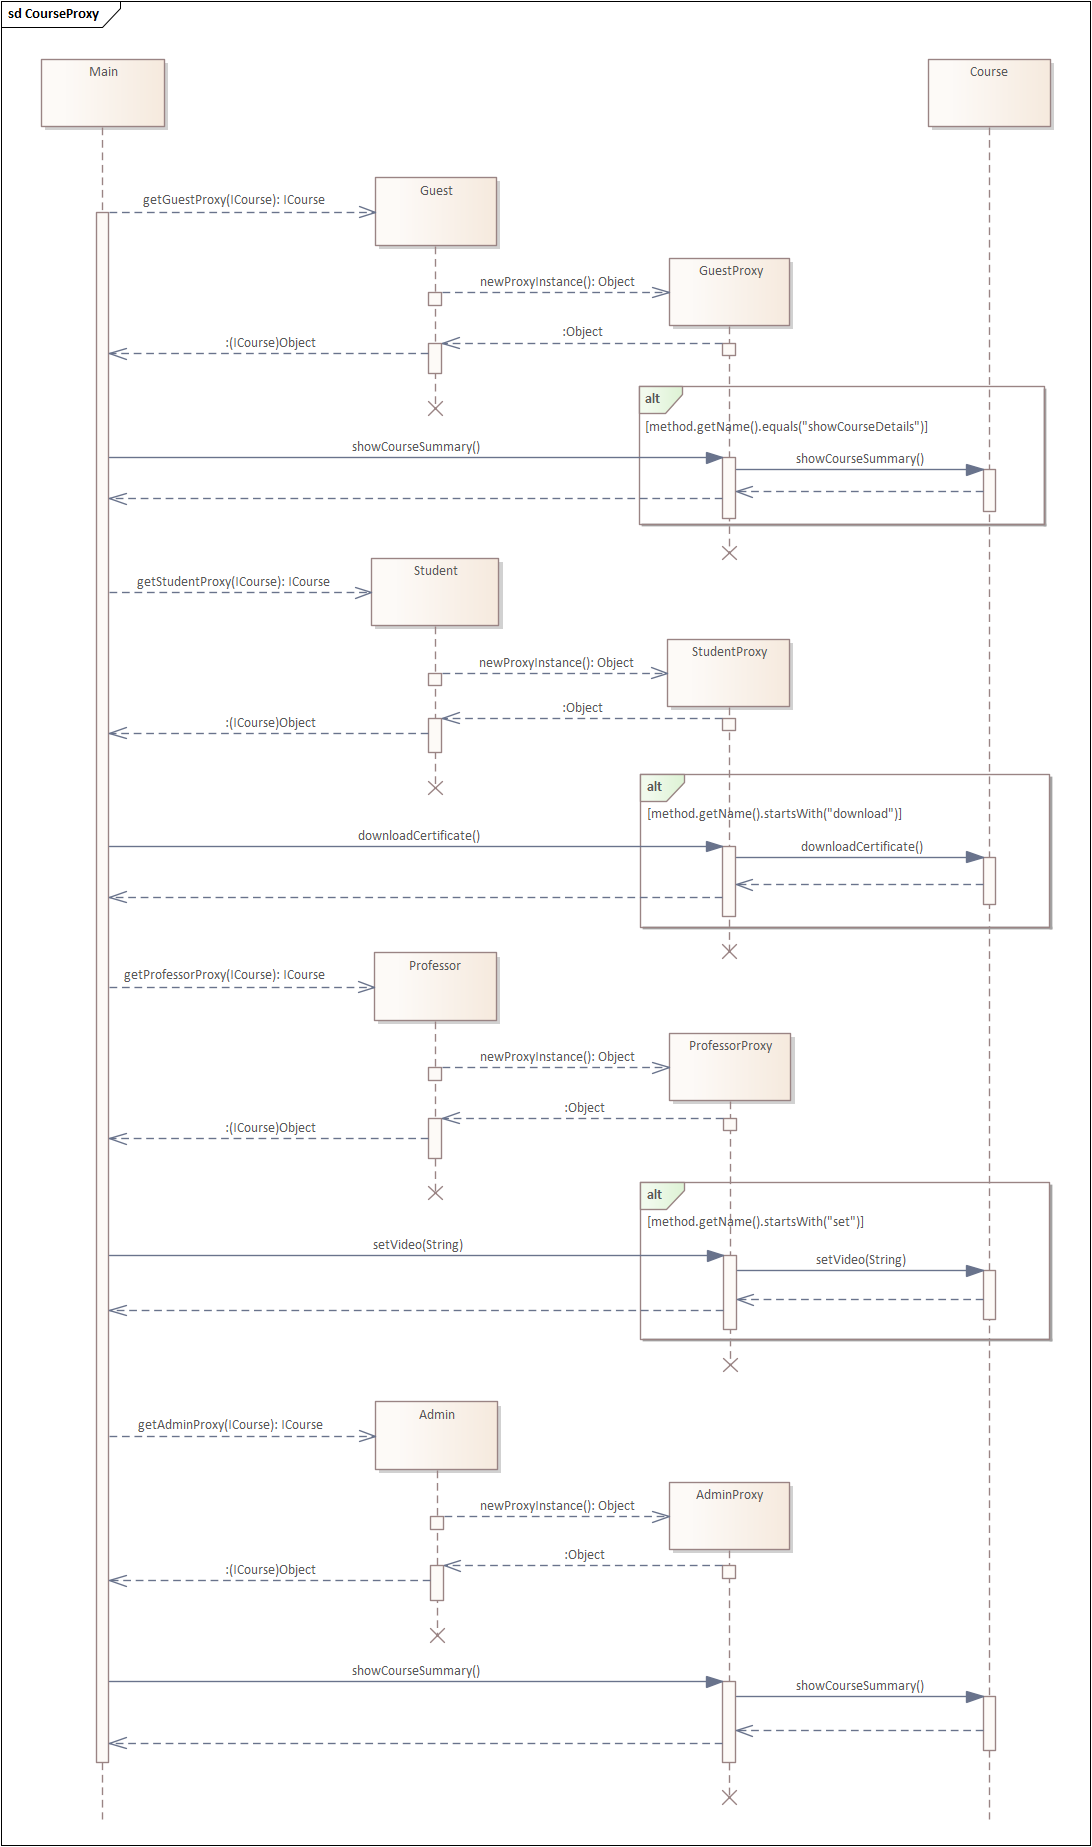 sd CourseProxy
Main
Course
Guest
getGuestProxy(ICourse): ICourse
GuestProxy
newProxyInstance(): Object
:Object
:(ICourse)Object
alt
[method.getName().equals("showCourseDetails")]
showCourseSummary()
showCourseSummary()
Student
getStudentProxy(ICourse): ICourse
StudentProxy
newProxyInstance(): Object
:Object
:(ICourse)Object
alt
[method.getName().startsWith("download")]
downloadCertificate()
downloadCertificate()
Professor
getProfessorProxy(ICourse): ICourse
ProfessorProxy
newProxyInstance(): Object
:Object
:(ICourse)Object
alt
[method.getName().startsWith("set")]
setVideo(String)
setVideo(String)
Admin
getAdminProxy(ICourse): ICourse
AdminProxy
newProxyInstance(): Object
:Object
:(ICourse)Object
showCourseSummary()
showCourseSummary()